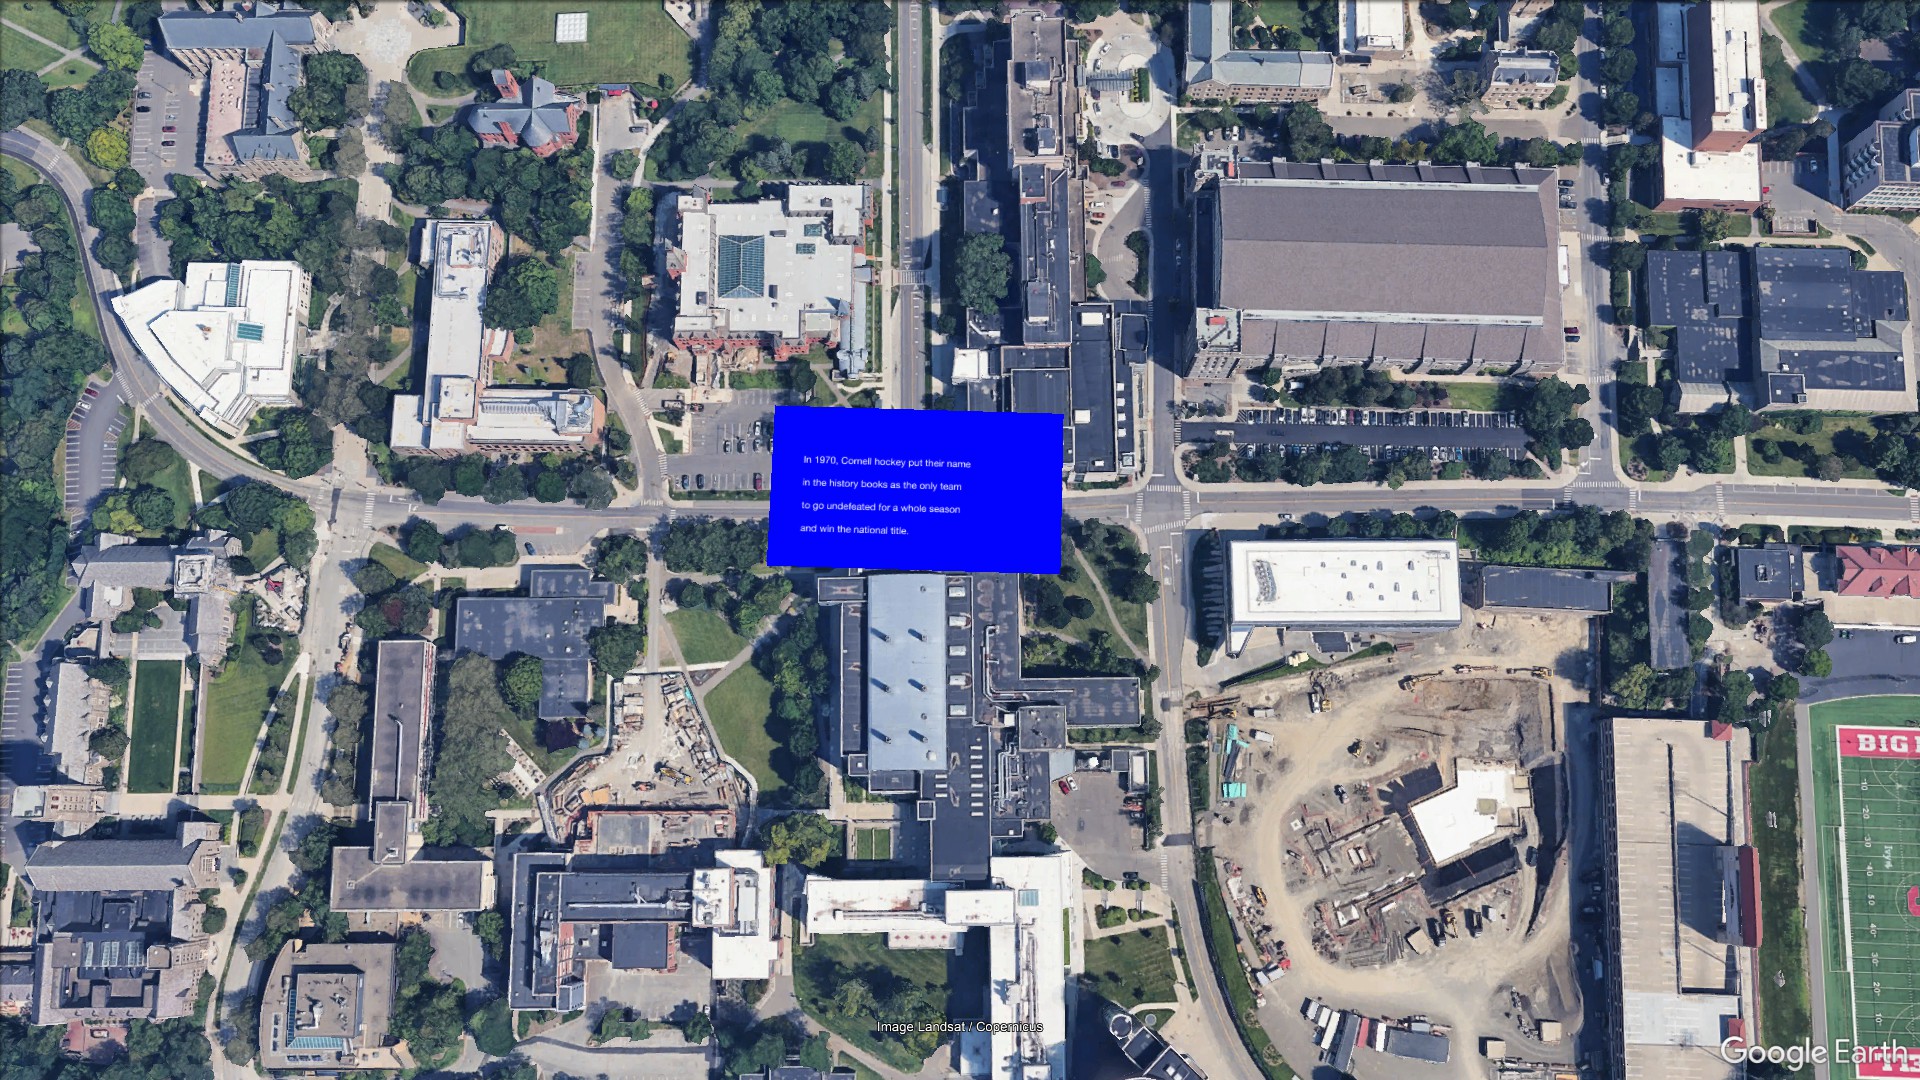 In 1970, Cornell hockey put their name
in the history books as the only team
to go undefeated for a whole season
and win the national title.
BIG
10
20
30
40
50
40
30
20
10
Image Landsat / Copernicus
Google Earth